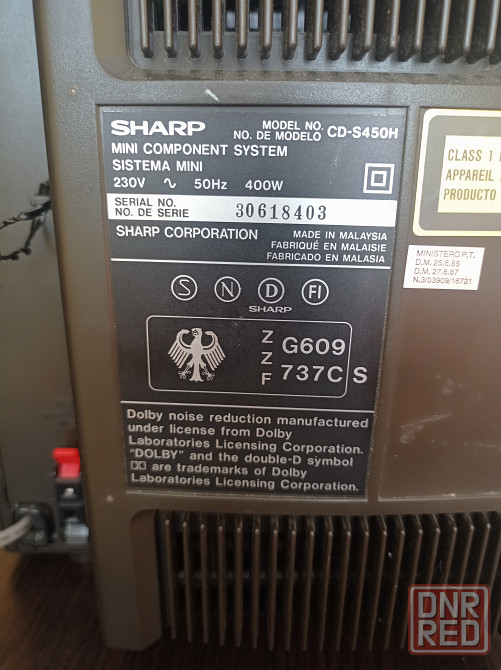 SHARP
MODEL NO.
NO. DE MODELO CD-S450H
MINI COMPONENT SYSTEM
SISTEMA MINI
230V ∿ 50Hz 400W
SERIAL NO.
NO. DE SERIE 30618403
SHARP CORPORATION MADE IN MALAYSIA
FABRIQUÉ EN MALAISIE
FABRICADO EN MALASIA
S N D FI
SHARP
Z Z F G609 737C S
Dolby noise reduction manufactured
under license from Dolby
Laboratories Licensing Corporation.
"DOLBY" and the double-D symbol
are trademarks of Dolby
Laboratories Licensing Corporation.
CLASS 1
APPAREIL
PRODUCTO
MINISTERO P.T.
D.M. 25.6.85
D.M. 27.8.87
N.3/03909/16721
DNR
RED